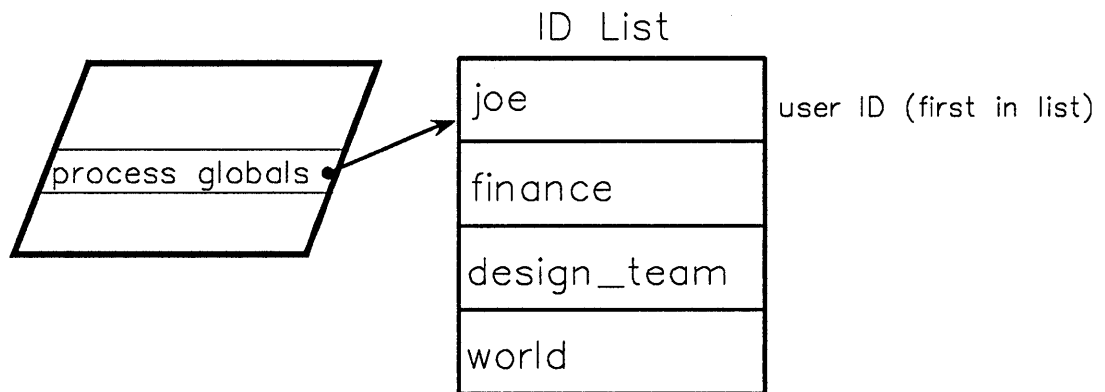 ID List
joe
user ID (first in list)
process globals
finance
design_team
world